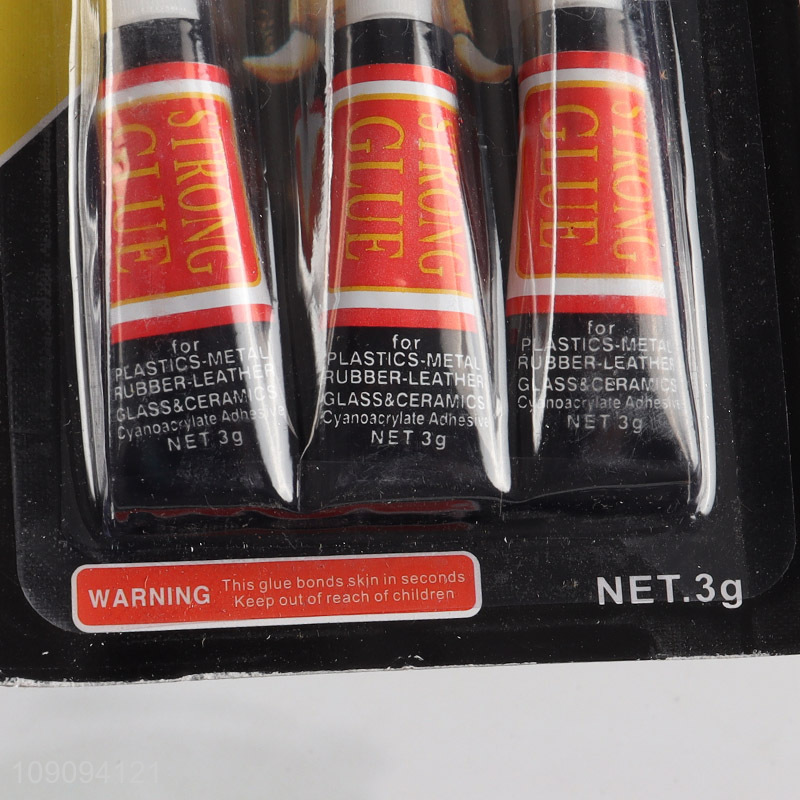 STRONG
GLUE
for
PLASTICS-METAL
RUBBER-LEATHER
GLASS&CERAMICS
Cyanoacrylate Adhesive
NET 3g
STRONG
GLUE
for
PLASTICS-METAL
RUBBER-LEATHER
GLASS&CERAMICS
Cyanoacrylate Adhesive
NET 3g
STRONG
GLUE
for
PLASTICS-METAL
RUBBER-LEATHER
GLASS&CERAMICS
Cyanoacrylate Adhesive
NET 3g
WARNING
This glue bonds skin in seconds
Keep out of reach of children
NET.3g
109094121